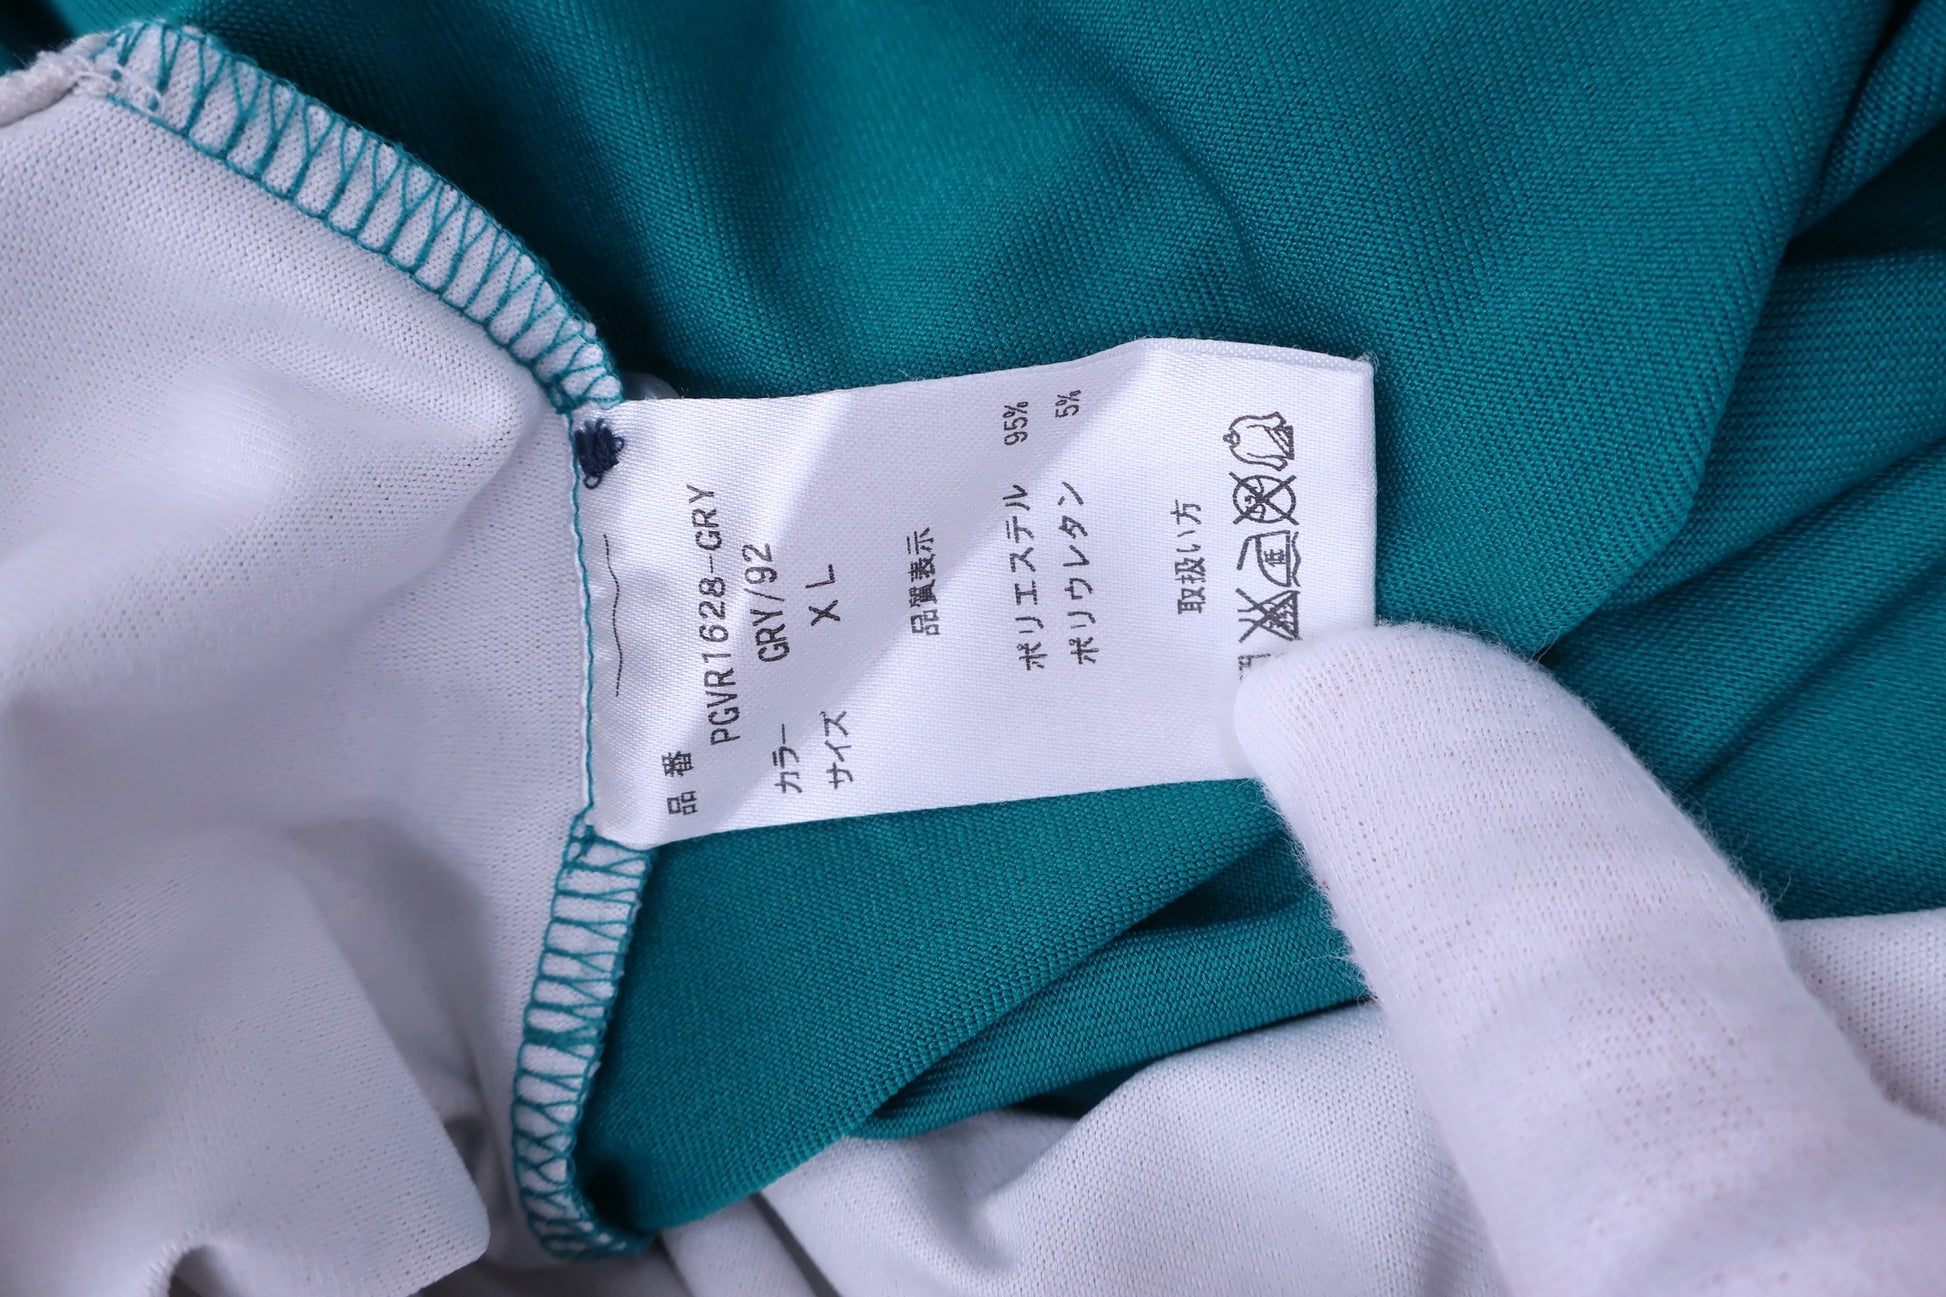 品番
PGVR1628-GRY
カラー GRY/92
サイズ XL
品質表示
ポリエステル 95%
ポリウレタン 5%
取扱い方